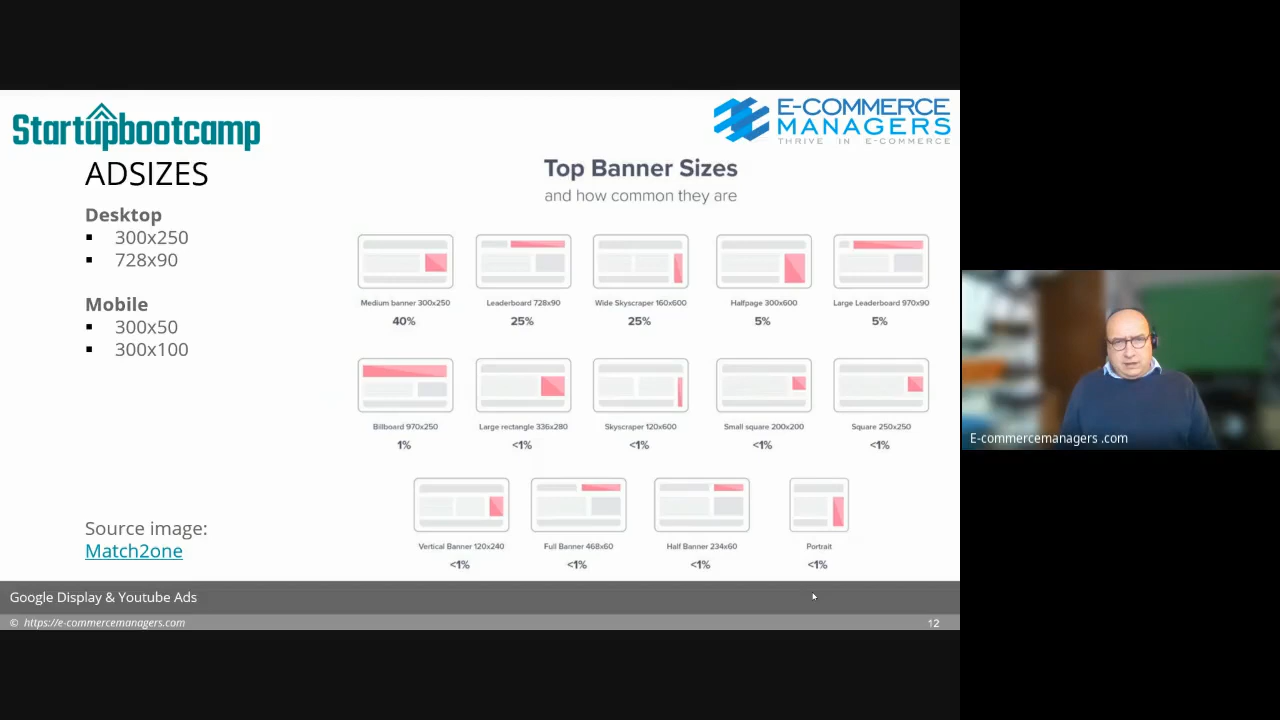 Startupbootcamp
E-COMMERCE
MANAGERS
THRIVE IN E-COMMERCE
ADSIZES
Desktop
▪ 300x250
▪ 728x90
Mobile
▪ 300x50
▪ 300x100
Source image:
Match2one
Top Banner Sizes
and how common they are
Medium banner 300x250
40%
Leaderboard 728x90
25%
Wide Skyscraper 160x600
25%
Halfpage 300x600
5%
Large Leaderboard 970x90
5%
Billboard 970x250
1%
Large rectangle 336x280
<1%
Skyscraper 120x600
<1%
Small square 200x200
<1%
Square 250x250
<1%
Vertical Banner 120x240
<1%
Full Banner 468x60
<1%
Half Banner 234x60
<1%
Portrait
<1%
Google Display & Youtube Ads
© https://e-commercemanagers.com
12
E-commercemanagers .com